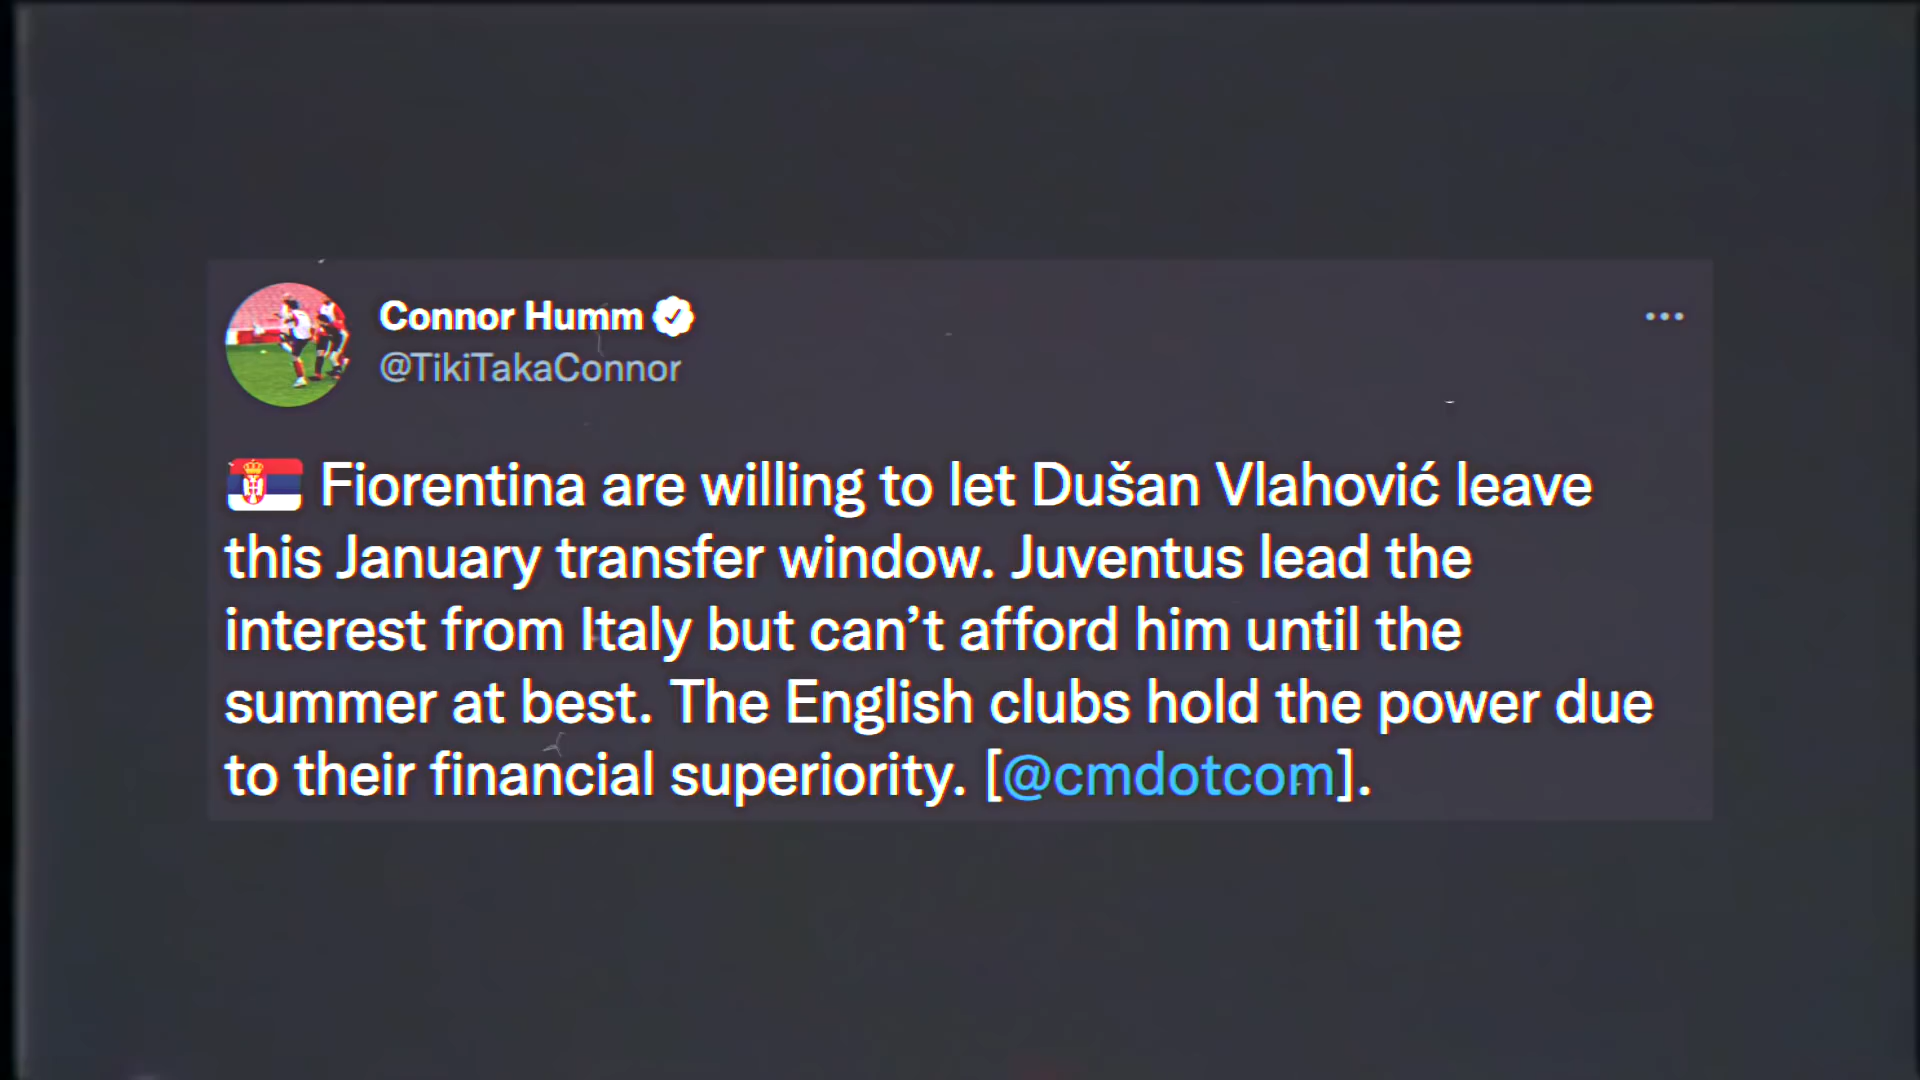 Connor Humm
@TikiTakaConnor
Fiorentina are willing to let Dušan Vlahović leave
this January transfer window. Juventus lead the
interest from Italy but can’t afford him until the
summer at best. The English clubs hold the power due
to their financial superiority. [@cmdotcom].